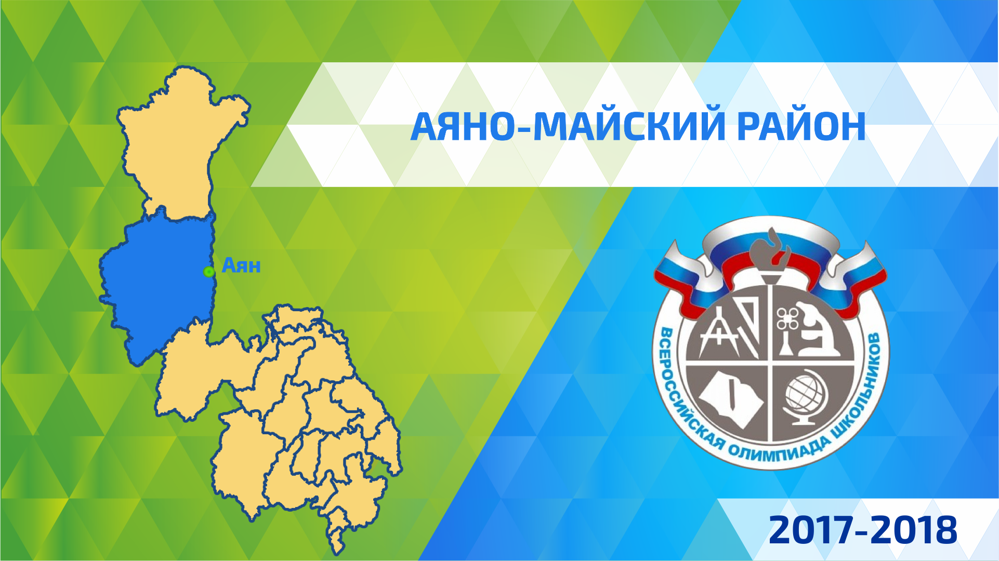 АЯНО-МАЙСКИЙ РАЙОН
Аян
ВСЕРОССИЙСКАЯ ОЛИМПИАДА ШКОЛЬНИКОВ
2017-2018